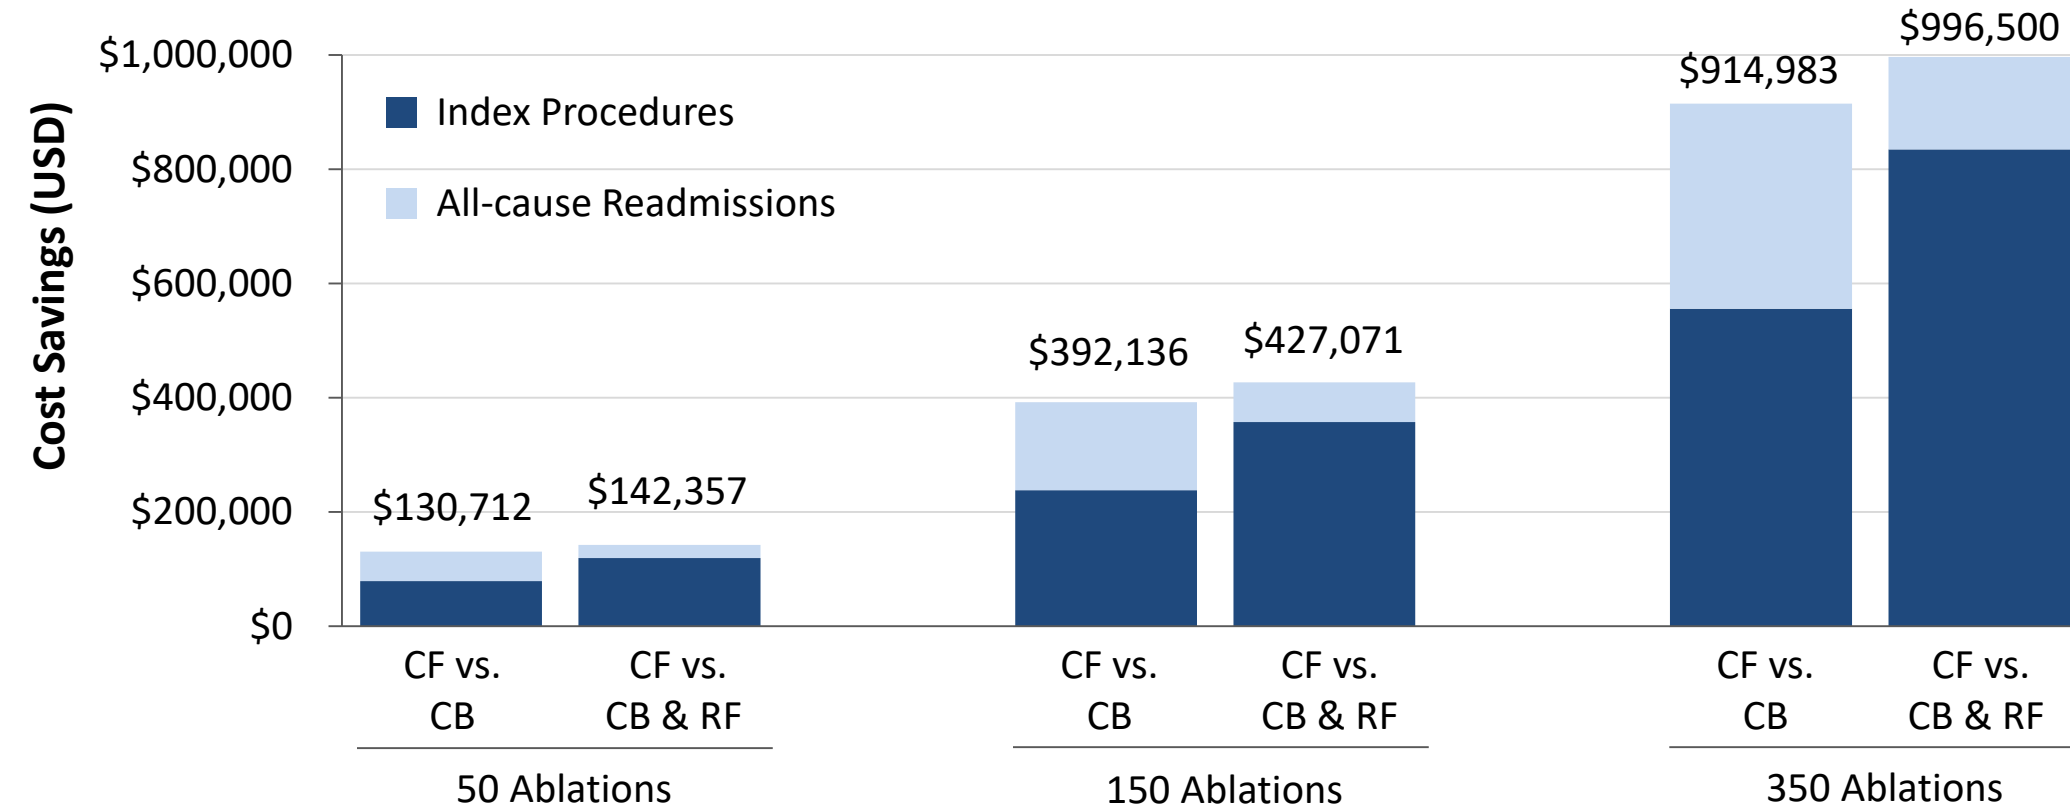 Cost Savings (USD)
$1,000,000
$800,000
$600,000
$400,000
$200,000
$0
Index Procedures
All-cause Readmissions
$130,712
$142,357
$392,136
$427,071
$914,983
$996,500
CF vs.
CB
CF vs.
CB & RF
CF vs.
CB
CF vs.
CB & RF
CF vs.
CB
CF vs.
CB & RF
50 Ablations
150 Ablations
350 Ablations